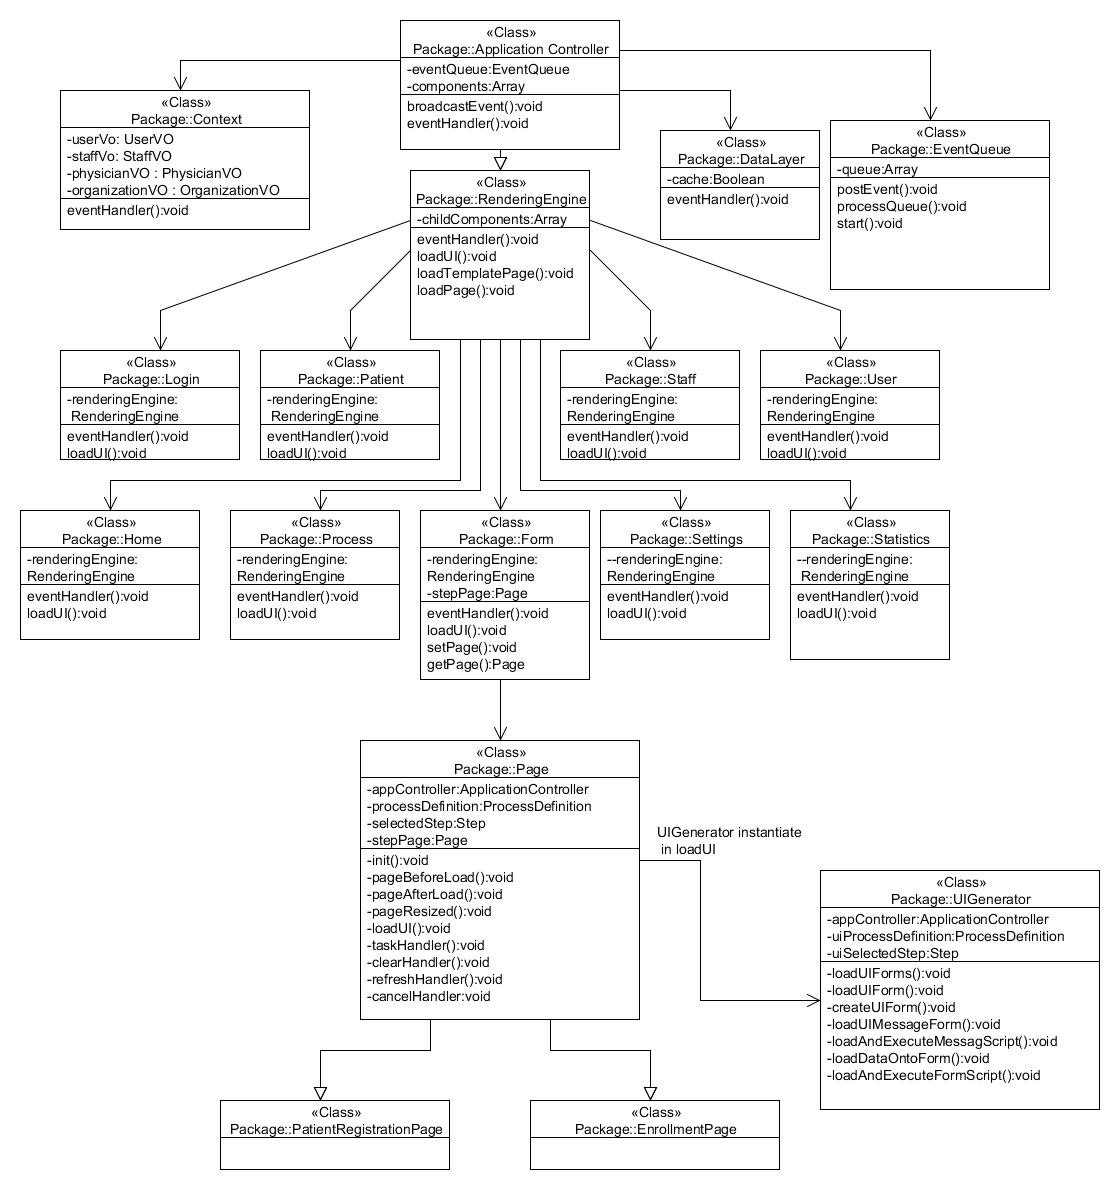 «Class»
Package::Application Controller
-eventQueue:EventQueue
-components:Array
broadcastEvent():void
eventHandler():void
«Class»
Package::Context
-userVo: UserVO
-staffVo: StaffVO
-physicianVO : PhysicianVO
-organizationVO : OrganizationVO
eventHandler():void
«Class»
Package::DataLayer
-cache:Boolean
eventHandler():void
«Class»
Package::EventQueue
-queue:Array
postEvent():void
processQueue():void
start():void
«Class»
Package::RenderingEngine
-childComponents:Array
eventHandler():void
loadUI():void
loadTemplatePage():void
loadPage():void
«Class»
Package::Login
-renderingEngine:
RenderingEngine
eventHandler():void
loadUI():void
«Class»
Package::Patient
-renderingEngine:
RenderingEngine
eventHandler():void
loadUI():void
«Class»
Package::Staff
-renderingEngine:
RenderingEngine
eventHandler():void
loadUI():void
«Class»
Package::User
-renderingEngine:
RenderingEngine
eventHandler():void
loadUI():void
«Class»
Package::Home
-renderingEngine:
RenderingEngine
eventHandler():void
loadUI():void
«Class»
Package::Process
-renderingEngine:
RenderingEngine
eventHandler():void
loadUI():void
«Class»
Package::Form
-renderingEngine:
RenderingEngine
-stepPage:Page
eventHandler():void
loadUI():void
setPage():void
getPage():Page
«Class»
Package::Settings
--renderingEngine:
RenderingEngine
eventHandler():void
loadUI():void
«Class»
Package::Statistics
--renderingEngine:
RenderingEngine
eventHandler():void
loadUI():void
«Class»
Package::Page
-appController:ApplicationController
-processDefinition:ProcessDefinition
-selectedStep:Step
-stepPage:Page
-init():void
-pageBeforeLoad():void
-pageAfterLoad():void
-pageResized():void
-loadUI():void
-taskHandler():void
-clearHandler():void
-refreshHandler():void
-cancelHandler:void
UIGenerator instantiate
in loadUI
«Class»
Package::UIGenerator
-appController:ApplicationController
-uiProcessDefinition:ProcessDefinition
-uiSelectedStep:Step
-loadUIForms():void
-loadUIForm():void
-createUIForm():void
-loadUIMessageForm():void
-loadAndExecuteMessagScript():void
-loadDataOntoForm():void
-loadAndExecuteFormScript():void
«Class»
Package::PatientRegistrationPage
«Class»
Package::EnrollmentPage